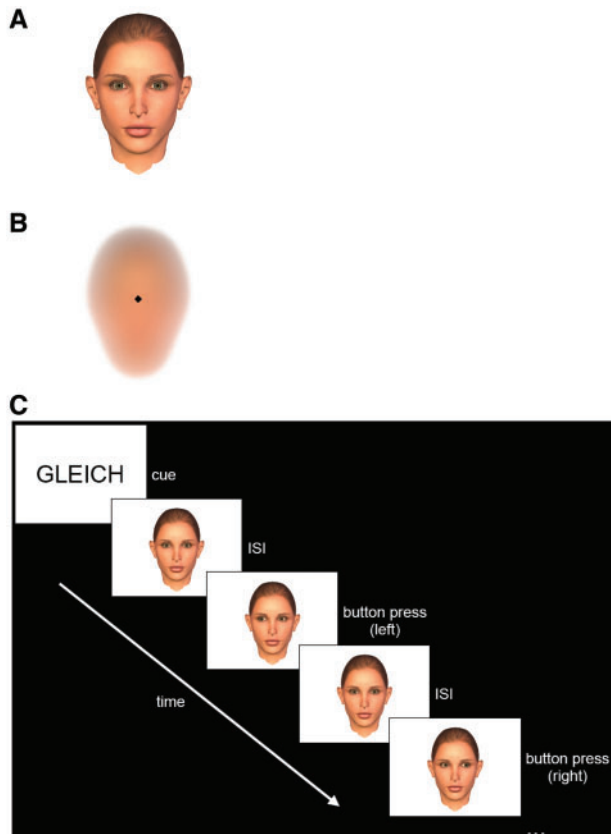 A
B
C
GLEICH
cue
ISI
button press
(left)
time
ISI
button press
(right)
...